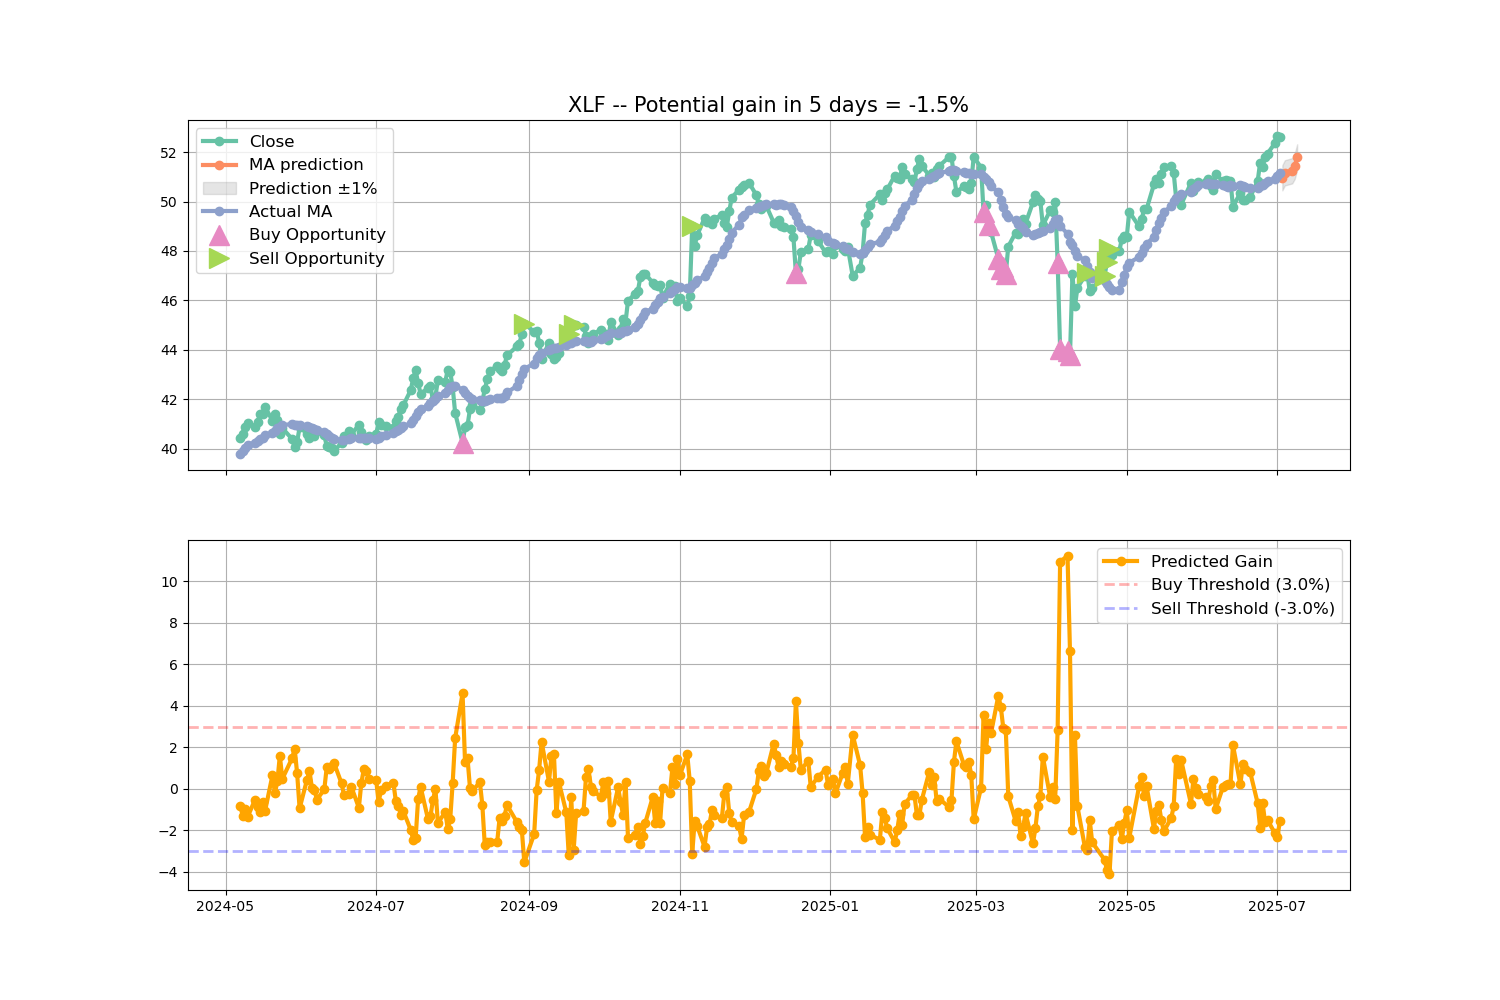 XLF -- Potential gain in 5 days = -1.5%
Close
MA prediction
Prediction ±1%
Actual MA
Buy Opportunity
Sell Opportunity
52
50
48
46
44
42
40
Predicted Gain
Buy Threshold (3.0%)
Sell Threshold (-3.0%)
10
8
6
4
2
0
−2
−4
2024-05
2024-07
2024-09
2024-11
2025-01
2025-03
2025-05
2025-07